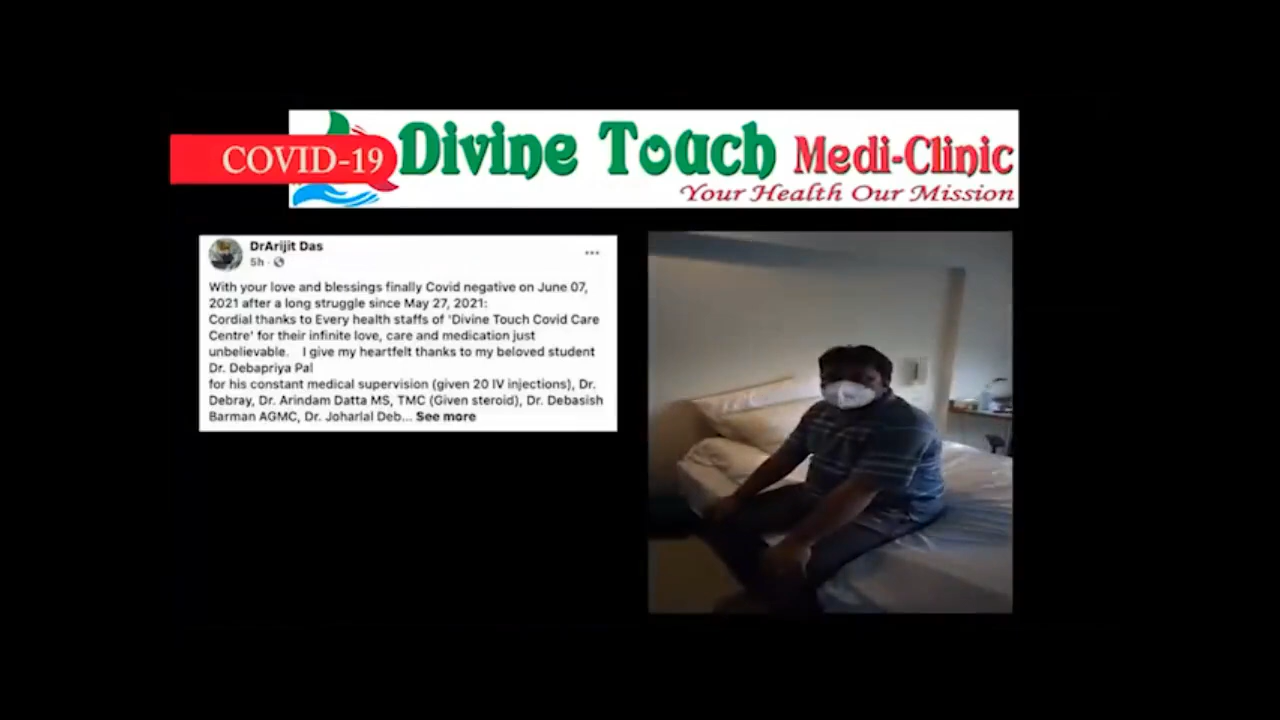 COVID-19
Divine Touch Medi-Clinic
Your Health Our Mission
DrArijit Das
5h ·
With your love and blessings finally Covid negative on June 07,
2021 after a long struggle since May 27, 2021:
Cordial thanks to Every health staffs of 'Divine Touch Covid Care
Centre' for their infinite love, care and medication just
unbelievable. I give my heartfelt thanks to my beloved student
Dr. Debapriya Pal
for his constant medical supervision (given 20 IV injections), Dr.
Debray, Dr. Arindam Datta MS, TMC (Given steroid), Dr. Debasish
Barman AGMC, Dr. Joharlal Deb... See more